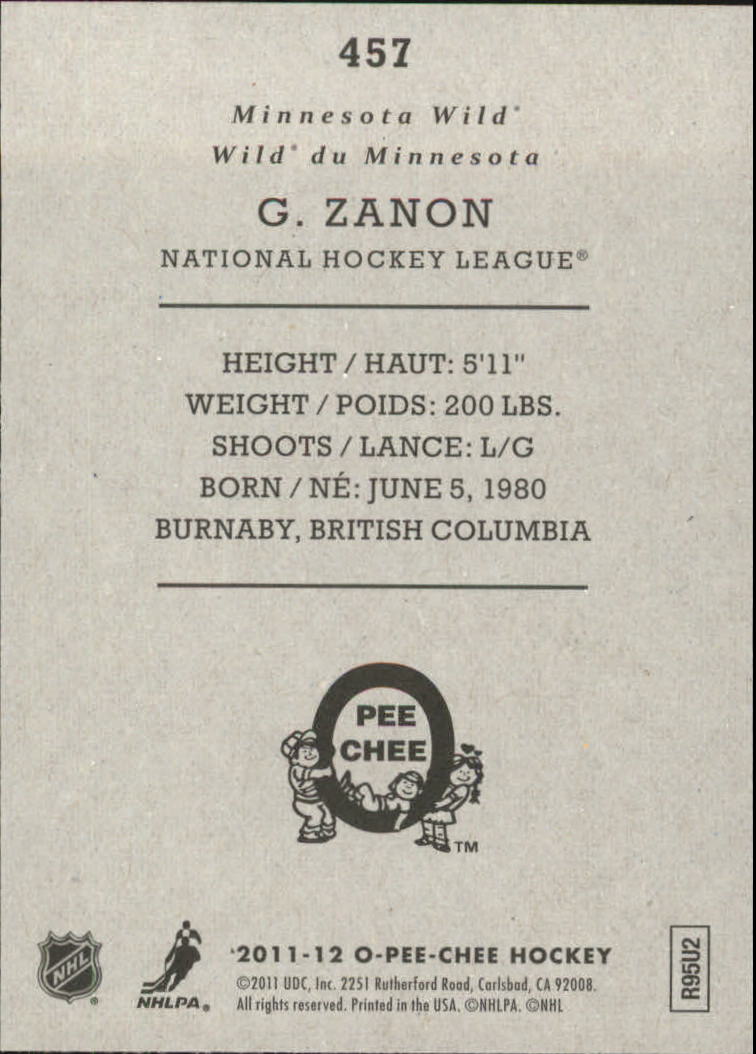 457
Minnesota Wild®
Wild® du Minnesota
G. ZANON
NATIONAL HOCKEY LEAGUE®
HEIGHT / HAUT: 5'11"
WEIGHT / POIDS: 200 LBS.
SHOOTS / LANCE: L/G
BORN / NÉ: JUNE 5, 1980
BURNABY, BRITISH COLUMBIA
PEE
CHEE
TM
NHL
®
NHLPA®
2011-12 O-PEE-CHEE HOCKEY
©2011 UDC, Inc. 2251 Rutherford Road, Carlsbad, CA 92008.
All rights reserved. Printed in the USA. ©NHLPA. ©NHL
R95U2